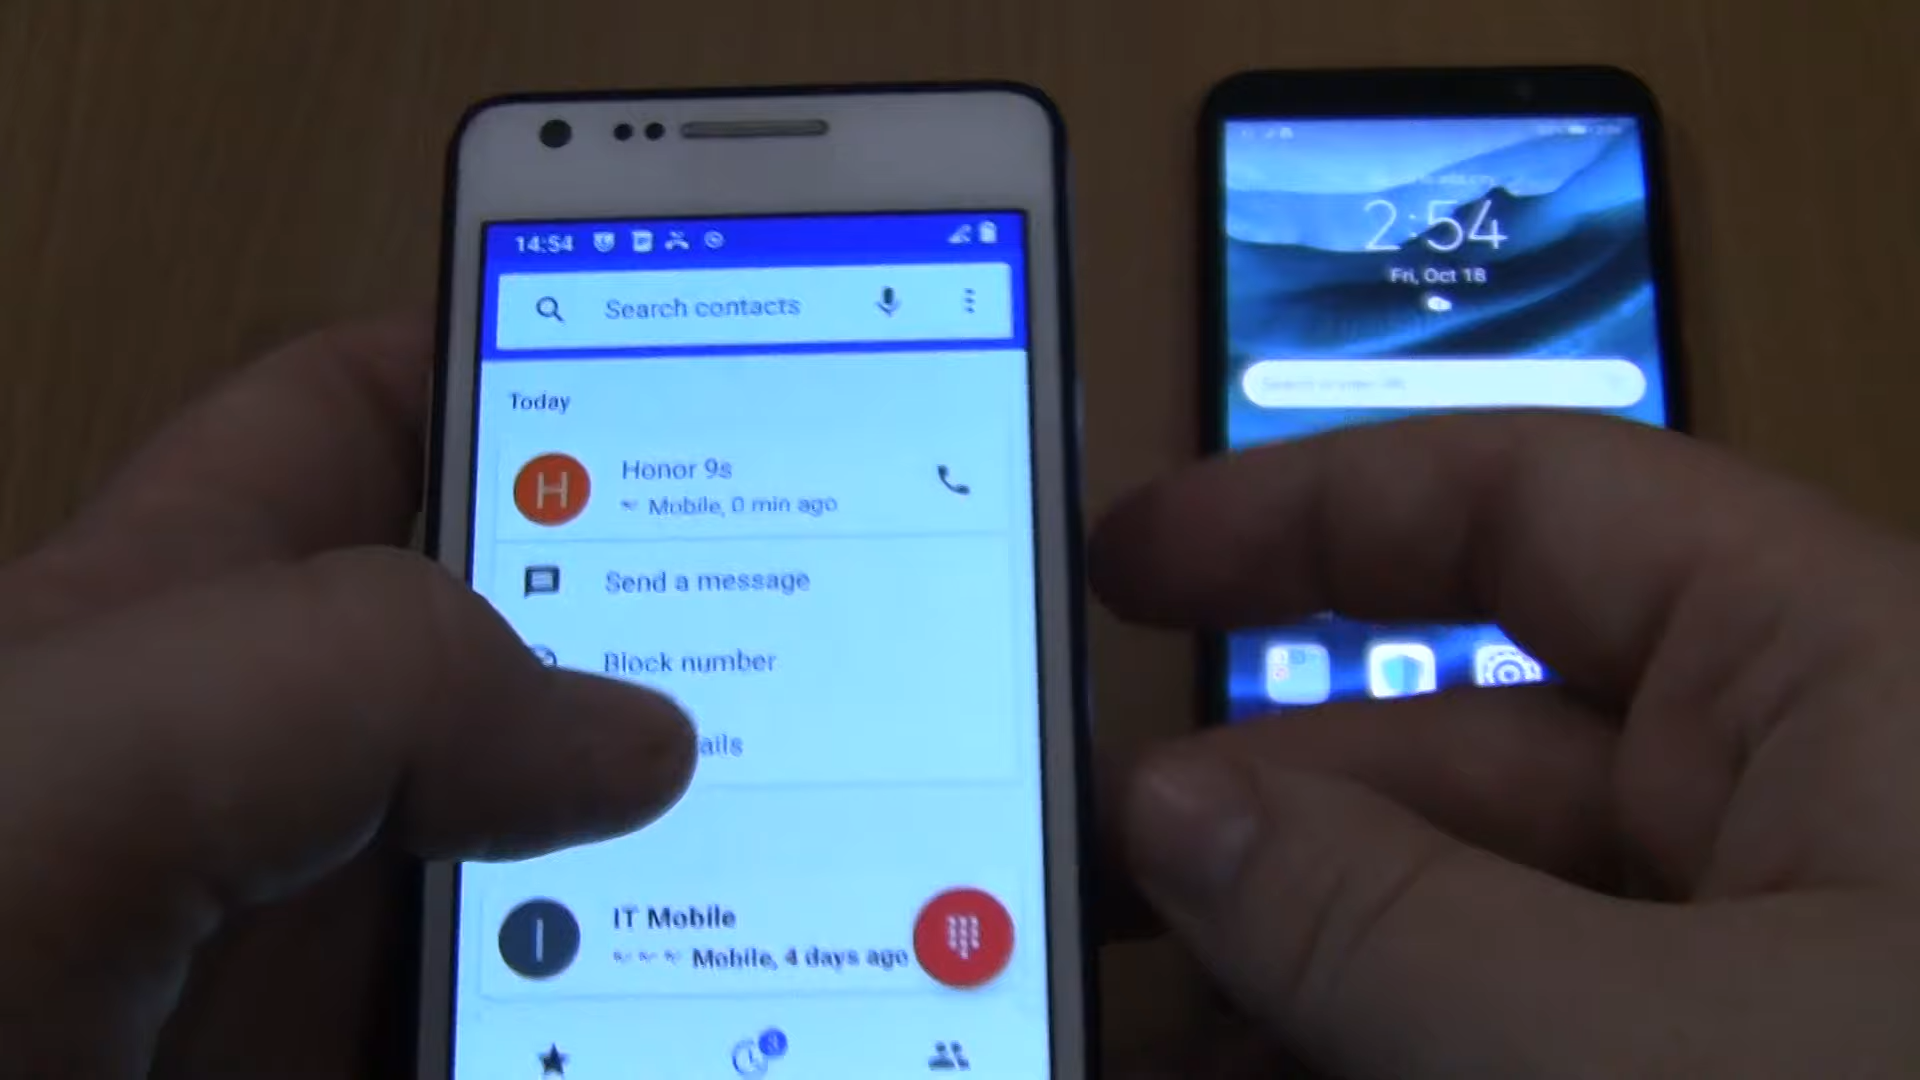 14:54
Search contacts
Today
H
Honor 9s
Mobile, 0 min ago
Send a message
Block number
ails
I
IT Mobile
Mobile, 4 days ago
2:54
Fri, Oct 18